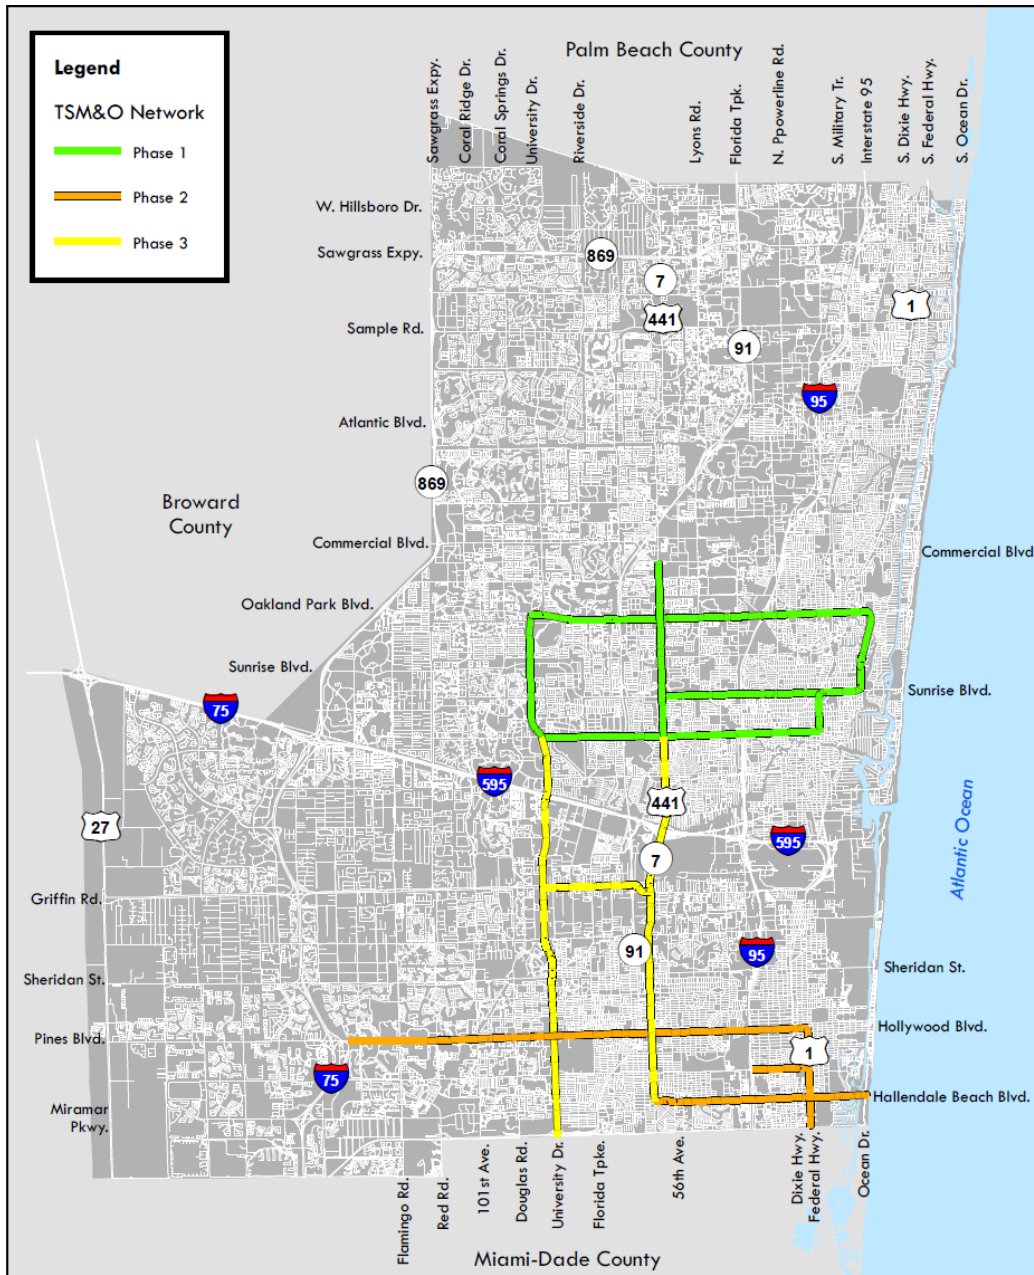 Legend
TSM&O Network
Phase 1
Phase 2
Phase 3
Palm Beach County
Sawgrass Expy.
Coral Ridge Dr.
Coral Springs Dr.
University Dr.
Riverside Dr.
Lyons Rd.
Florida Tpk.
N. Ppowerline Rd.
S. Military Tr.
Interstate 95
S. Dixie Hwy.
S. Federal Hwy.
S. Ocean Dr.
W. Hillsboro Dr.
Sawgrass Expy.
869
7
441
1
Sample Rd.
91
95
Atlantic Blvd.
869
Broward
County
Commercial Blvd.
Commercial Blvd.
Oakland Park Blvd.
Sunrise Blvd.
Sunrise Blvd.
75
595
441
27
595
7
Atlantic Ocean
Griffin Rd.
91
95
Sheridan St.
Sheridan St.
Pines Blvd.
Hollywood Blvd.
1
75
Hallendale Beach Blvd.
Miramar
Pkwy.
Flamingo Rd.
Red Rd.
101st Ave.
Douglas Rd.
University Dr.
Florida Tpke.
56th Ave.
Dixie Hwy.
Federal Hwy.
Ocean Dr.
Miami-Dade County